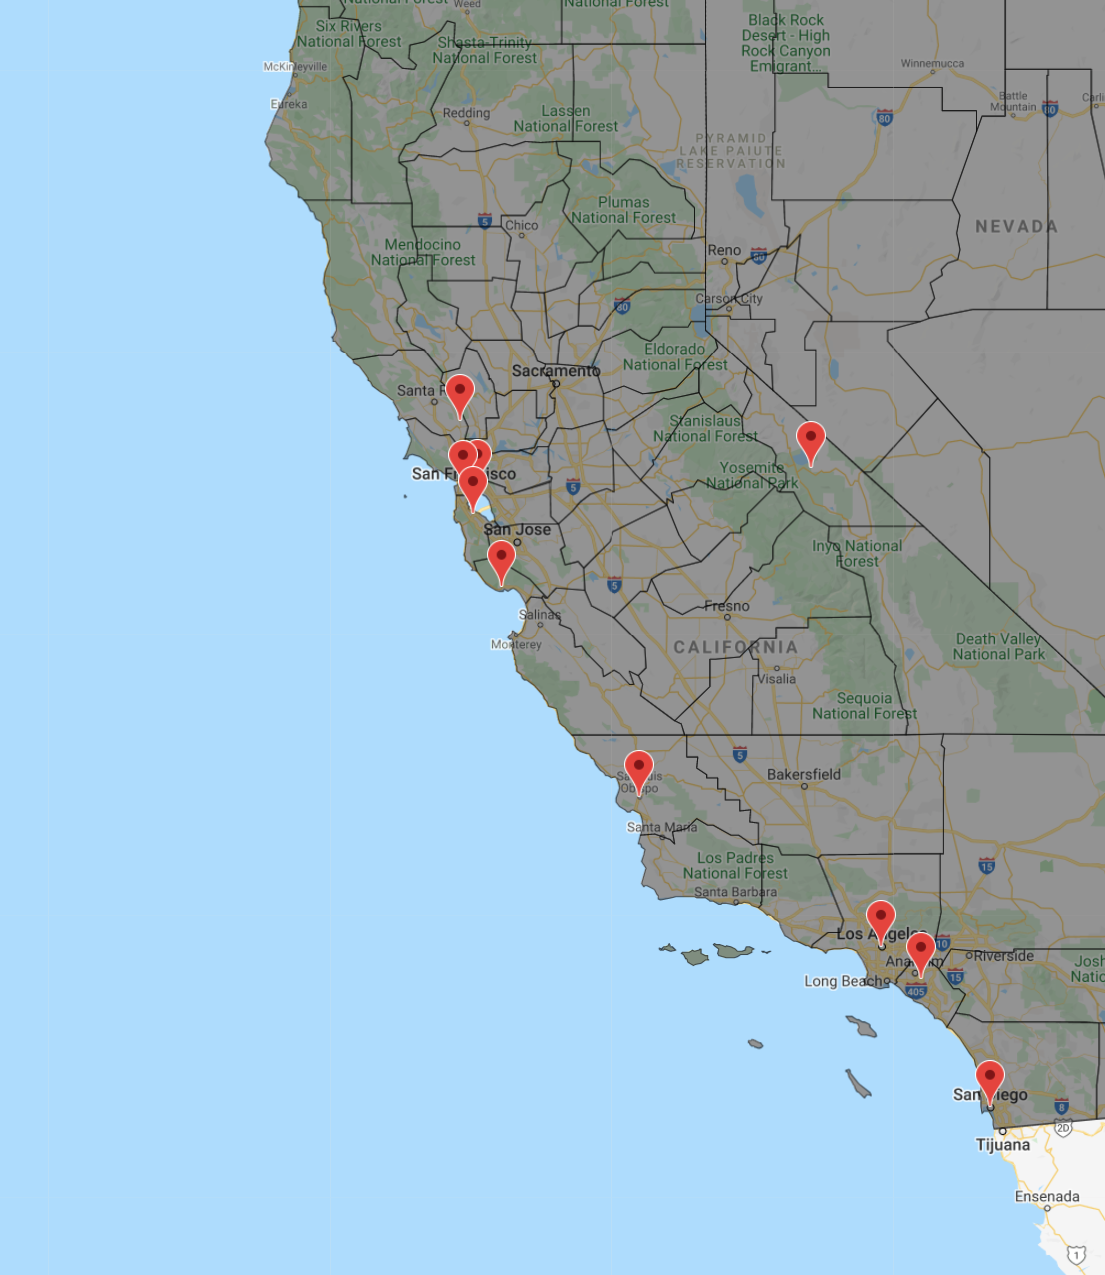 National Forest
Weed
National Forest
Six Rivers
National Forest
Shasta-Trinity
National Forest
Black Rock
Desert - High
Rock Canyon
Emigrant...
McKinleyville
Winnemucca
Eureka
Redding
Lassen
National Forest
Battle
Mountain
80
Carli
80
PYRAMID
LAKE PAIUTE
RESERVATION
Plumas
National Forest
5
Chico
NEVADA
Mendocino
National Forest
Reno
80
Carson City
80
Eldorado
National Forest
Sacramento
Santa R
Stanislaus
National Forest
Yosemite
National Park
San F
isco
5
San Jose
Inyo National
Forest
5
Fresno
Salinas
Monterey
CALIFORNIA
Death Valley
National Park
Visalia
Sequoia
National Forest
5
Bakersfield
San Luis
Obispo
Santa Maria
Los Padres
National Forest
15
Santa Barbara
Los Angeles
10
Anaheim
Riverside
Josh
Natio
15
Long Beach
405
San Diego
8
2D
Tijuana
Ensenada
1